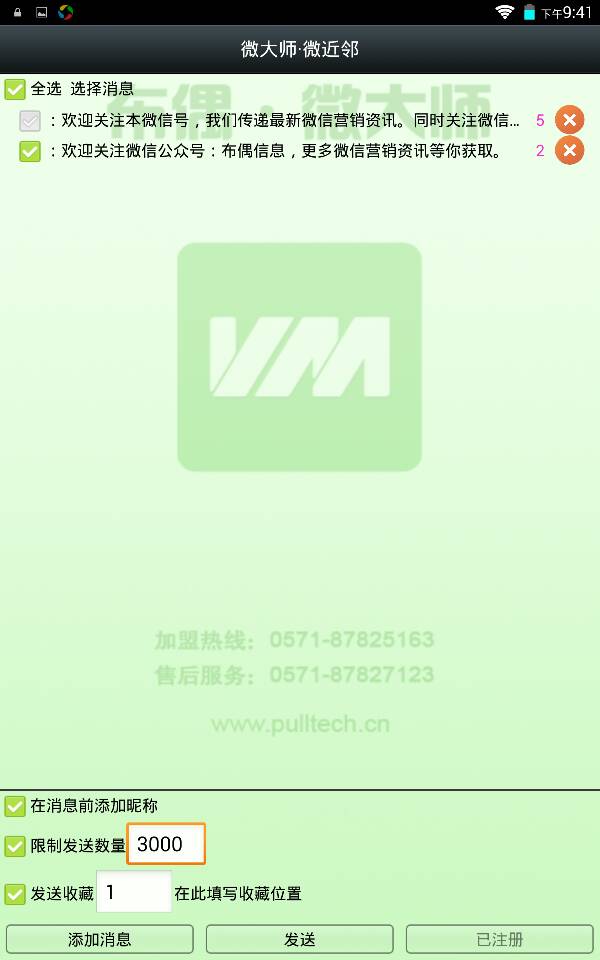 下午9:41
微大师·微近邻
布偶·微大师
全选 选择消息
：欢迎关注本微信号，我们传递最新微信营销资讯。同时关注微信... 5
：欢迎关注微信公众号：布偶信息，更多微信营销资讯等你获取。 2
VM
加盟热线：0571-87825163
售后服务：0571-87827123
www.pulltech.cn
在消息前添加昵称
限制发送数量 3000
发送收藏 1 在此填写收藏位置
添加消息 发送 已注册